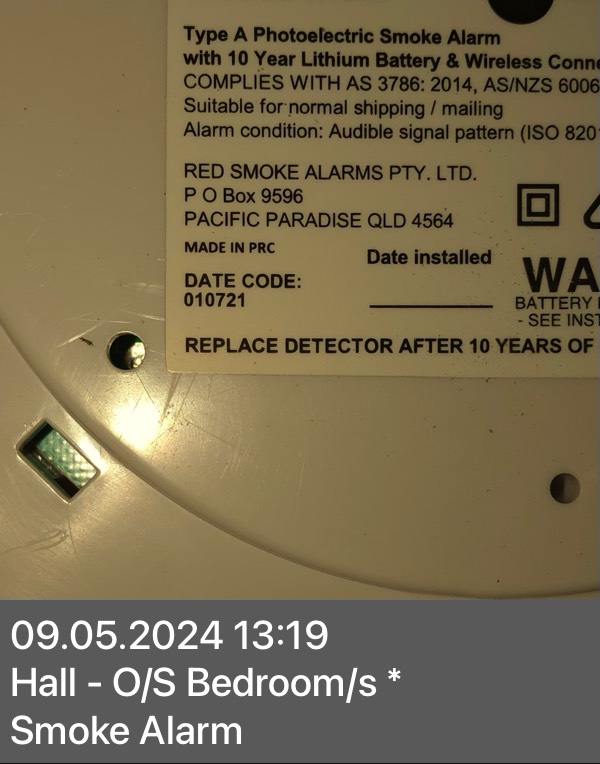 Type A Photoelectric Smoke Alarm
with 10 Year Lithium Battery & Wireless Conne
COMPLIES WITH AS 3786: 2014, AS/NZS 6006
Suitable for normal shipping / mailing
Alarm condition: Audible signal pattern (ISO 820
RED SMOKE ALARMS PTY. LTD.
P O Box 9596
PACIFIC PARADISE QLD 4564
MADE IN PRC
Date installed
DATE CODE:
010721
WA
BATTERY
- SEE INST
REPLACE DETECTOR AFTER 10 YEARS OF
09.05.2024 13:19
Hall - O/S Bedroom/s *
Smoke Alarm